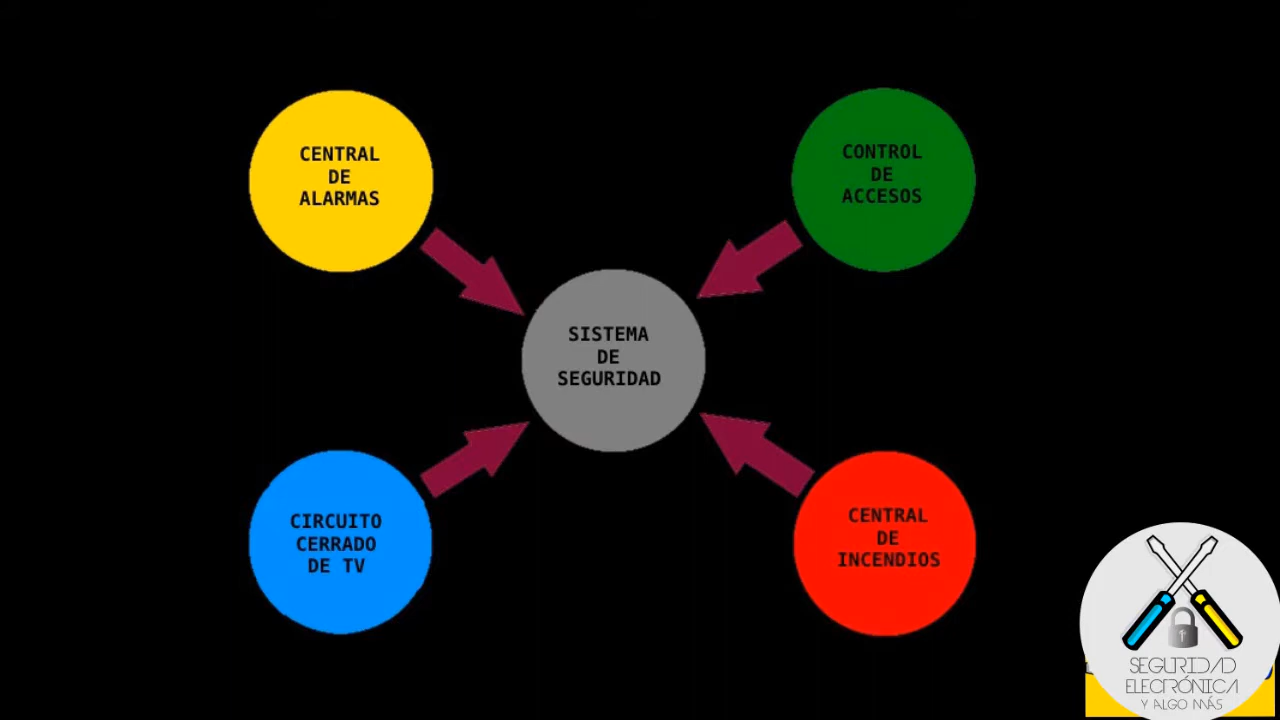 CENTRAL
DE
ALARMAS
CONTROL
DE
ACCESOS
SISTEMA
DE
SEGURIDAD
CIRCUITO
CERRADO
DE TV
CENTRAL
DE
INCENDIOS
SEGURIDAD
ELECTRÓNICA
Y ALGO MÁS